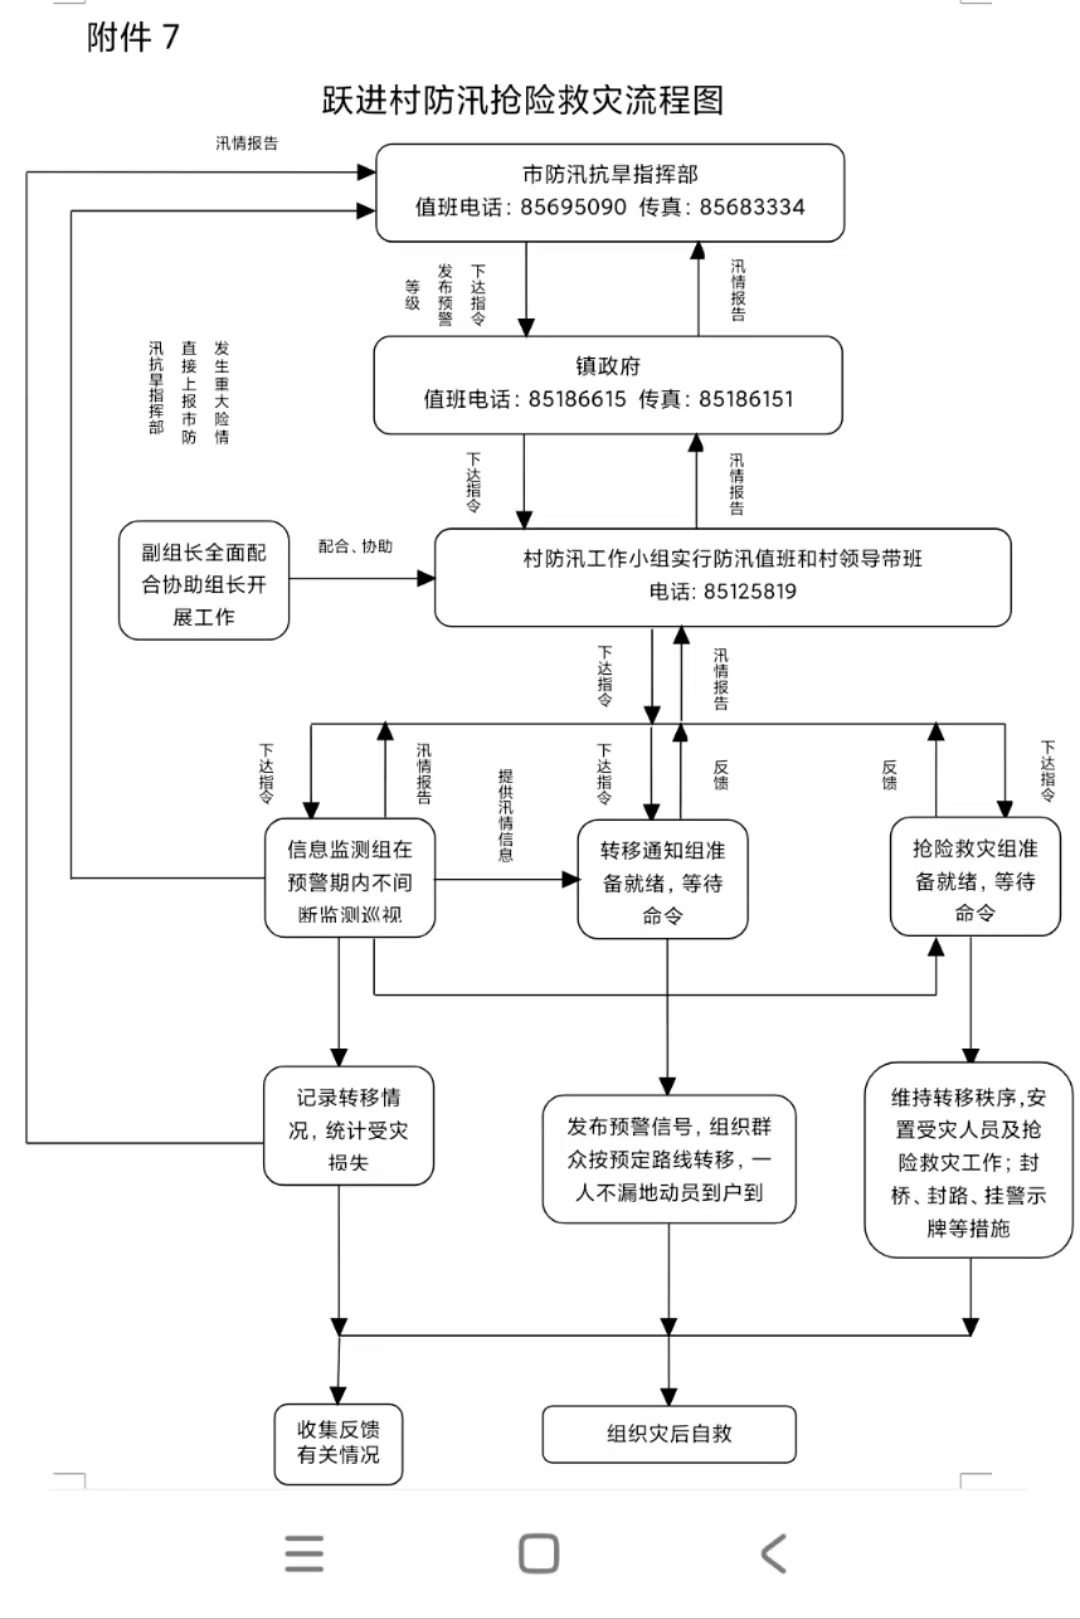 附件 7
跃进村防汛抢险救灾流程图
汛情报告
市防汛抗旱指挥部
值班电话：85695090 传真：85683334
下达指令
发布预警
等级
汛情报告
镇政府
值班电话：85186615 传真：85186151
发生重大险情
直接上报市防
汛抗旱指挥部
下达指令
汛情报告
副组长全面配
合协助组长开
展工作
配合、协助
村防汛工作小组实行防汛值班和村领导带班
电话：85125819
下达指令
汛情报告
下达指令
汛情报告
提供汛情信息
下达指令
反馈
反馈
下达指令
信息监测组在
预警期内不间
断监测巡视
转移通知组准
备就绪，等待
命令
抢险救灾组准
备就绪，等待
命令
记录转移情
况，统计受灾
损失
发布预警信号，组织群
众按预定路线转移，一
人不漏地动员到户到
维持转移秩序,安
置受灾人员及抢
险救灾工作；封
桥、封路、挂警示
牌等措施
收集反馈
有关情况
组织灾后自救